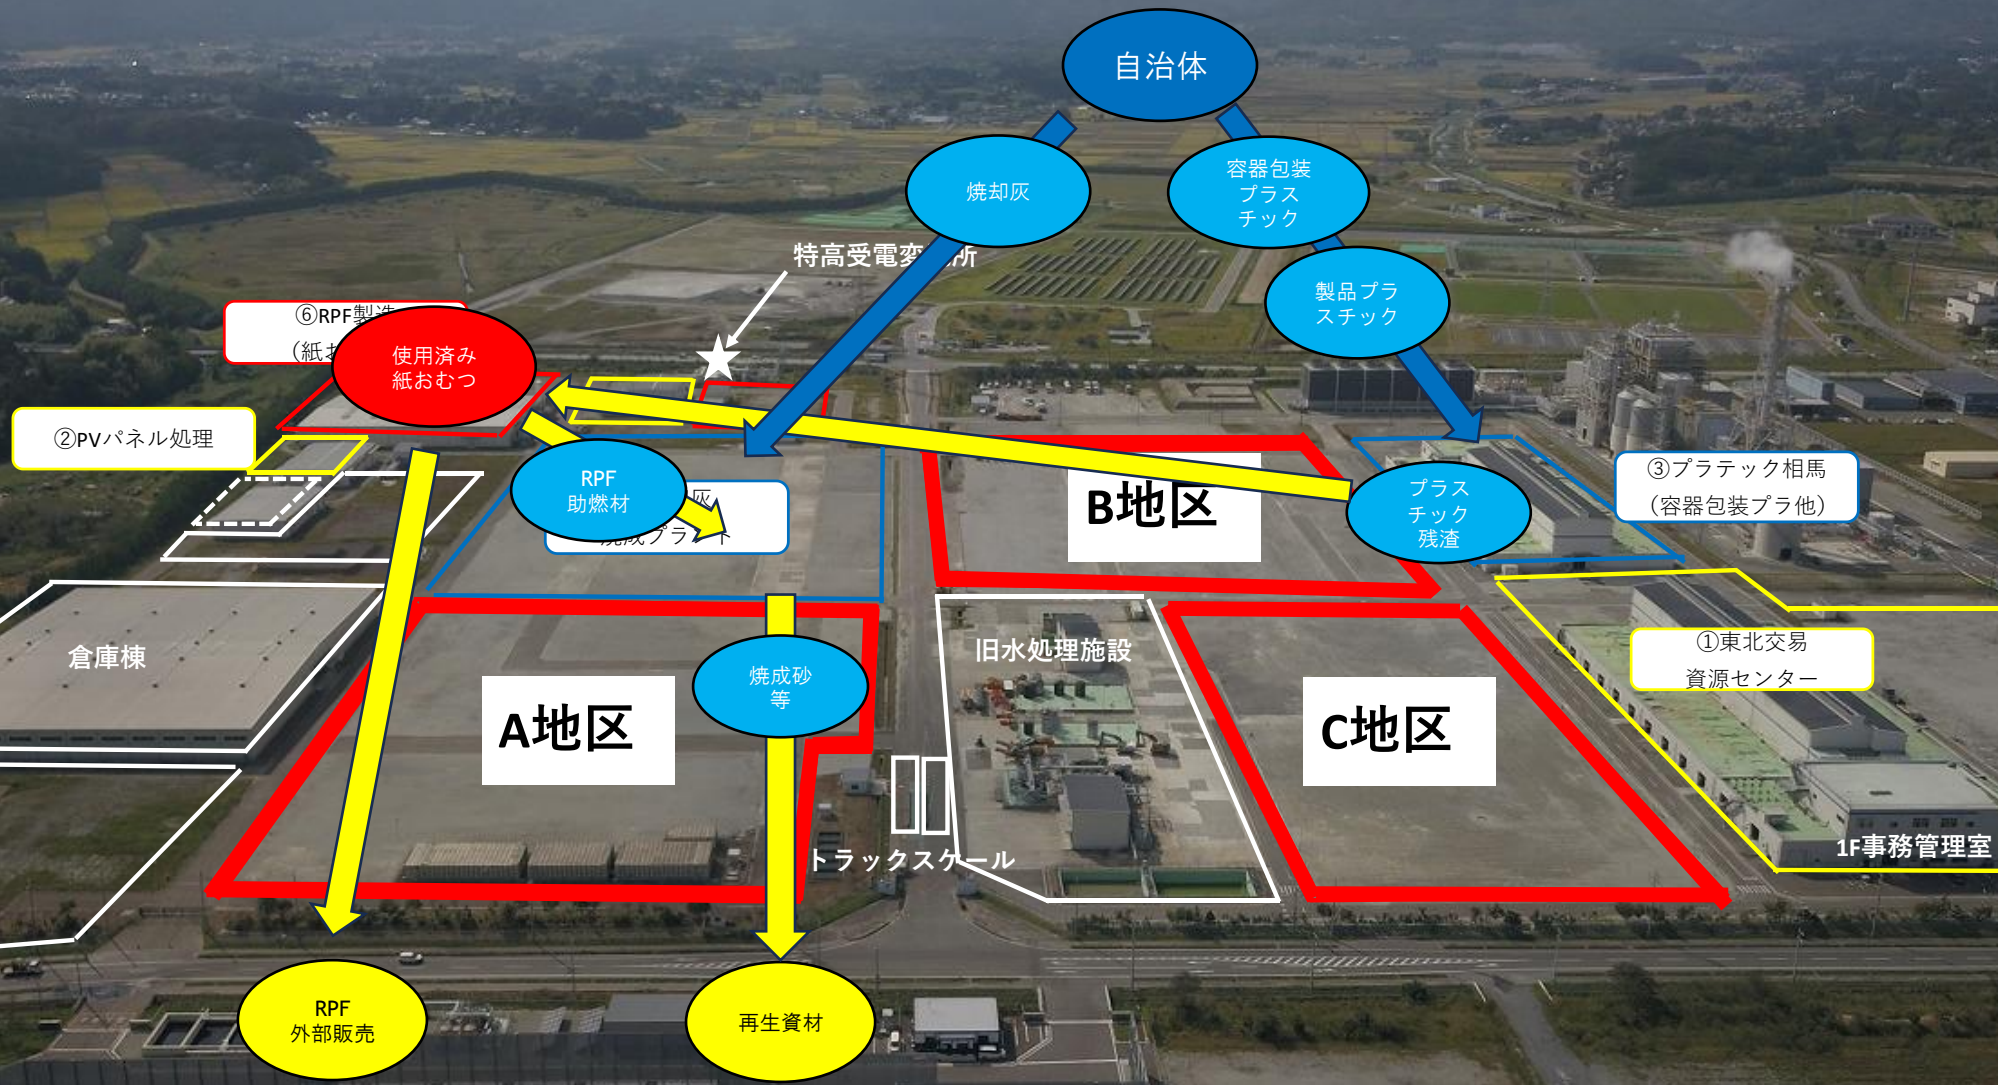 自治体
焼却灰
容器包装
プラス
チック
特高受電変
所
製品プラ
スチック
⑥RPF製造
（紙お
使用済み
紙おむつ
②PVパネル処理
RPF
助燃材
灰
プラント
B地区
プラス
チック
残渣
③プラテック相馬
（容器包装プラ他）
倉庫棟
A地区
焼成砂
等
旧水処理施設
C地区
①東北交易
資源センター
トラックスケール
1F事務管理室
RPF
外部販売
再生資材